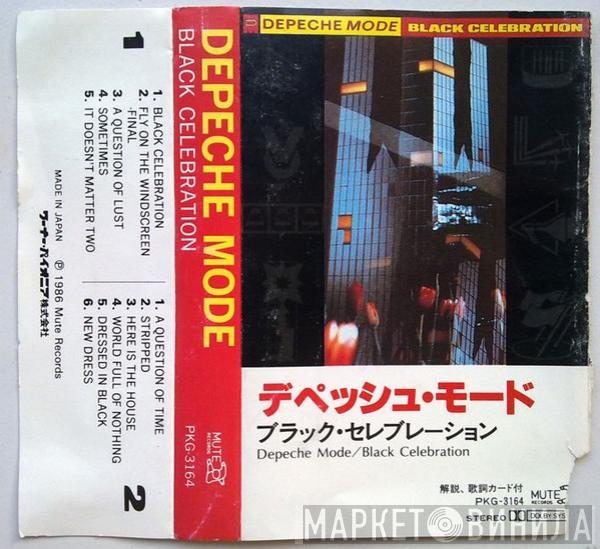 1
1. BLACK CELEBRATION
2. FLY ON THE WINDSCREEN
-FINAL
3. A QUESTION OF LUST
4. SOMETIMES
5. IT DOESN'T MATTER TWO
2
1. A QUESTION OF TIME
2. STRIPPED
3. HERE IS THE HOUSE
4. WORLD FULL OF NOTHING
5. DRESSED IN BLACK
6. NEW DRESS
MADE IN JAPAN ℗ 1986 Mute Records
ワーナー・パイオニア株式会社
DEPECHE MODE
BLACK CELEBRATION
MUTE
RECORDS
PKG-3164
DEPECHE MODE BLACK CELEBRATION
デペッシュ・モード
ブラック・セレブレーション
Depeche Mode/Black Celebration
解説、歌詞カード付
PKG-3164
MUTE
RECORDS
STEREO DOLBY SYS
МАРКЕТ ВИНИЛА